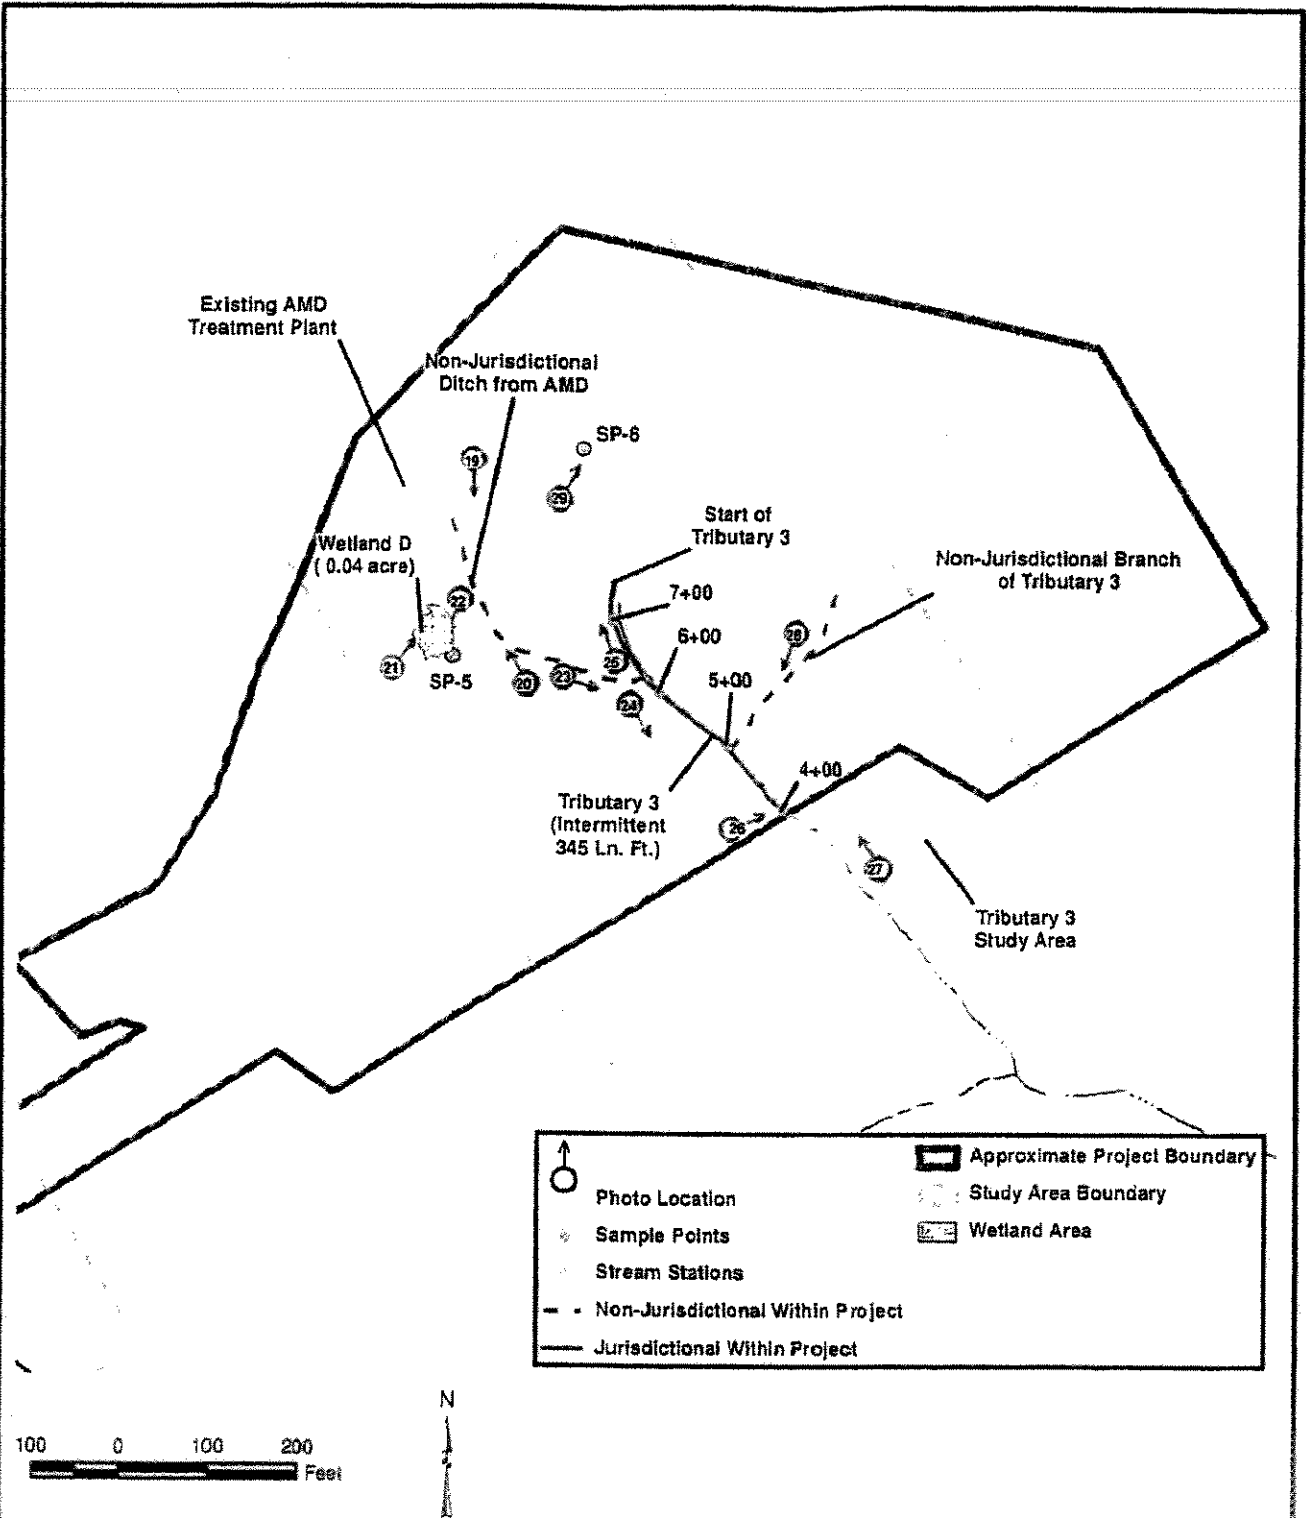 Existing AMD
Treatment Plant
Non-Jurisdictional
Ditch from AMD
SP-6
19
29
Start of
Tributary 3
Wetland D
( 0.04 acre)
Non-Jurisdictional Branch
of Tributary 3
7+00
22
28
6+00
21
SP-5
20
23
25
5+00
24
4+00
Tributary 3
(Intermittent
345 Ln. Ft.)
26
27
Tributary 3
Study Area
Photo Location
Sample Points
Stream Stations
Non-Jurisdictional Within Project
Jurisdictional Within Project
Approximate Project Boundary
Study Area Boundary
Wetland Area
N
100 0 100 200
Feet